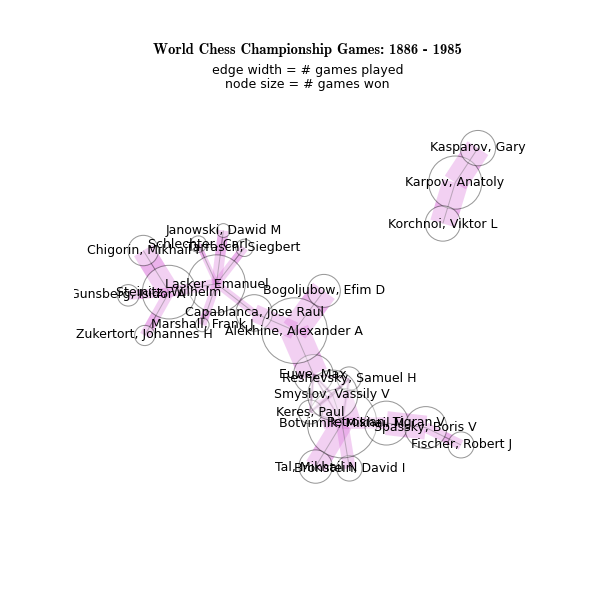 World Chess Championship Games: 1886 - 1985
edge width = # games played
node size = # games won
Kasparov, Gary
Karpov, Anatoly
Korchnoi, Viktor L
Janowski, Dawid M
Schlechter, Carl
Tarrasch, Siegbert
Chigorin, Mikhail I
Lasker, Emanuel
Bogoljubow, Efim D
Gunsberg, Isidor A
Steinitz, Wilhelm
Capablanca, Jose Raul
Marshall, Frank J
Alekhine, Alexander A
Zukertort, Johannes H
Euwe, Max
Reshevsky, Samuel H
Smyslov, Vassily V
Keres, Paul
Botvinnik, Mikhail M
Petrosian, Tigran V
Spassky, Boris V
Fischer, Robert J
Tal, Mikhail N
Bronstein, David I